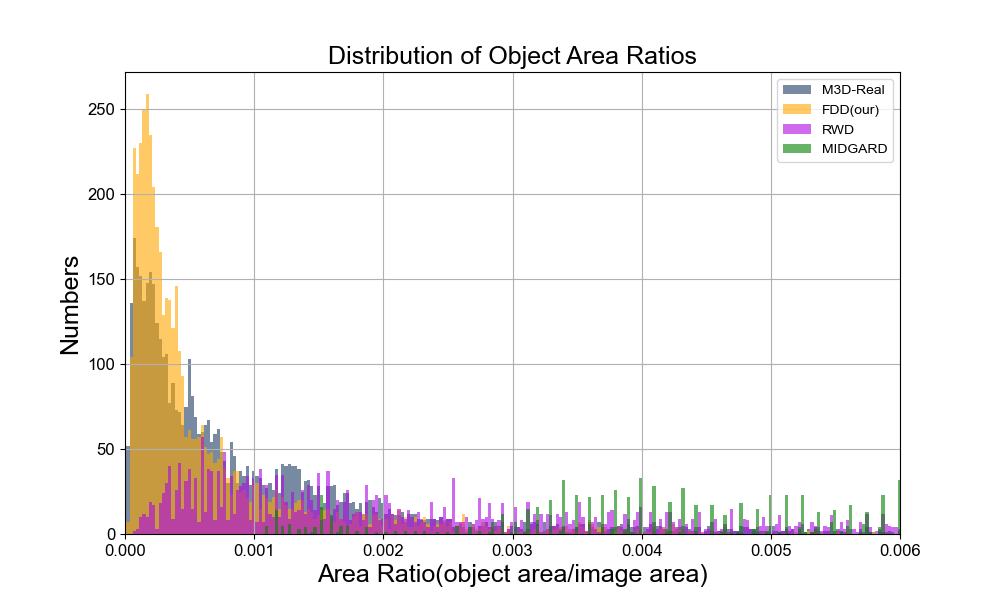 Distribution of Object Area Ratios
M3D-Real
FDD(our)
RWD
MIDGARD
Numbers
250
200
150
100
50
0
0.000 0.001 0.002 0.003 0.004 0.005 0.006
Area Ratio(object area/image area)